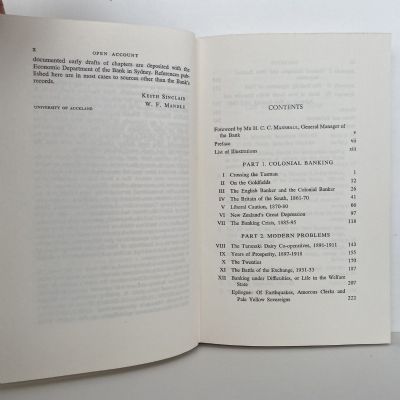 x OPEN ACCOUNT
documented early drafts of chapters are deposited with the
Economic Department of the Bank in Sydney. References pub-
lished here are in most cases to sources other than the Bank's
records.
KEITH SINCLAIR
W. F. MANDLE
UNIVERSITY OF AUCKLAND
CONTENTS
Foreword by Mr H. C. C. MARSHALL, General Manager of
the Bank v
Preface vii
List of Illustrations xiii
PART 1. COLONIAL BANKING
I Crossing the Tasman 1
II On the Goldfields 12
III The English Banker and the Colonial Banker 26
IV The Britain of the South, 1861-70 41
V Liberal Caution, 1870-80 66
VI New Zealand's Great Depression 97
VII The Banking Crisis, 1885-95 118
PART 2. MODERN PROBLEMS
VIII The Taranaki Dairy Co-operatives, 1891-1911 143
IX Years of Prosperity, 1897-1918 155
X The Twenties 170
XI The Battle of the Exchange, 1931-33 187
XII Banking under Difficulties, or Life in the Welfare
State 207
Epilogue: Of Earthquakes, Amorous Clerks and
Pale Yellow Sovereigns 222